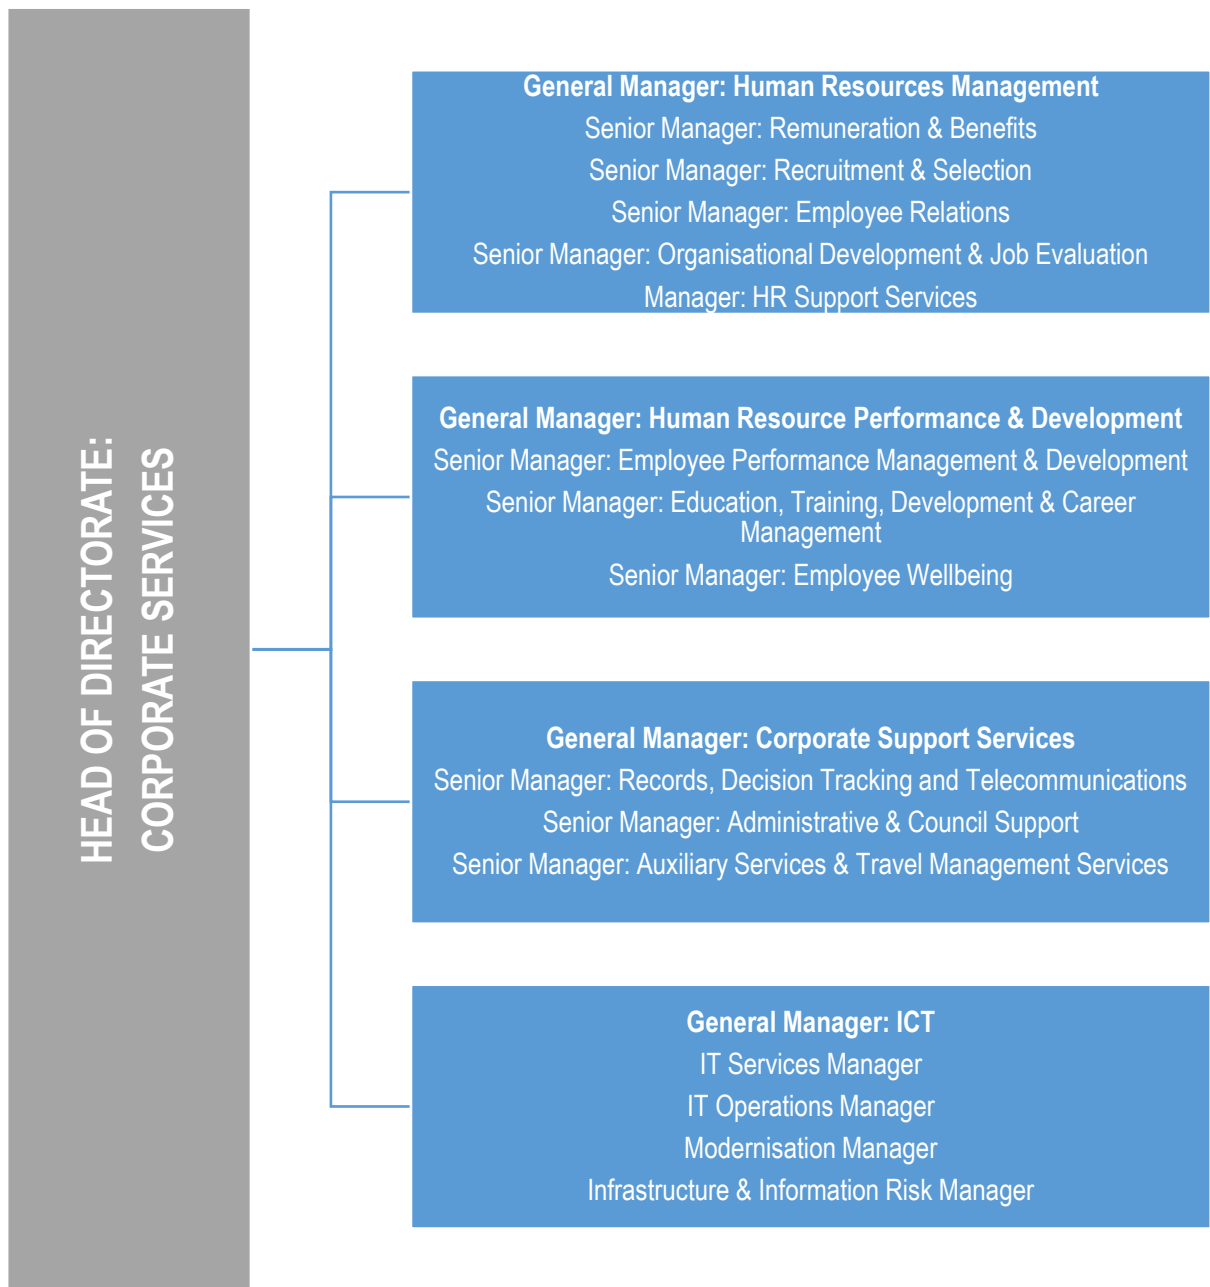 HEAD OF DIRECTORATE:
CORPORATE SERVICES
General Manager: Human Resources Management
Senior Manager: Remuneration & Benefits
Senior Manager: Recruitment & Selection
Senior Manager: Employee Relations
Senior Manager: Organisational Development & Job Evaluation
Manager: HR Support Services
General Manager: Human Resource Performance & Development
Senior Manager: Employee Performance Management & Development
Senior Manager: Education, Training, Development & Career
Management
Senior Manager: Employee Wellbeing
General Manager: Corporate Support Services
Senior Manager: Records, Decision Tracking and Telecommunications
Senior Manager: Administrative & Council Support
Senior Manager: Auxiliary Services & Travel Management Services
General Manager: ICT
IT Services Manager
IT Operations Manager
Modernisation Manager
Infrastructure & Information Risk Manager